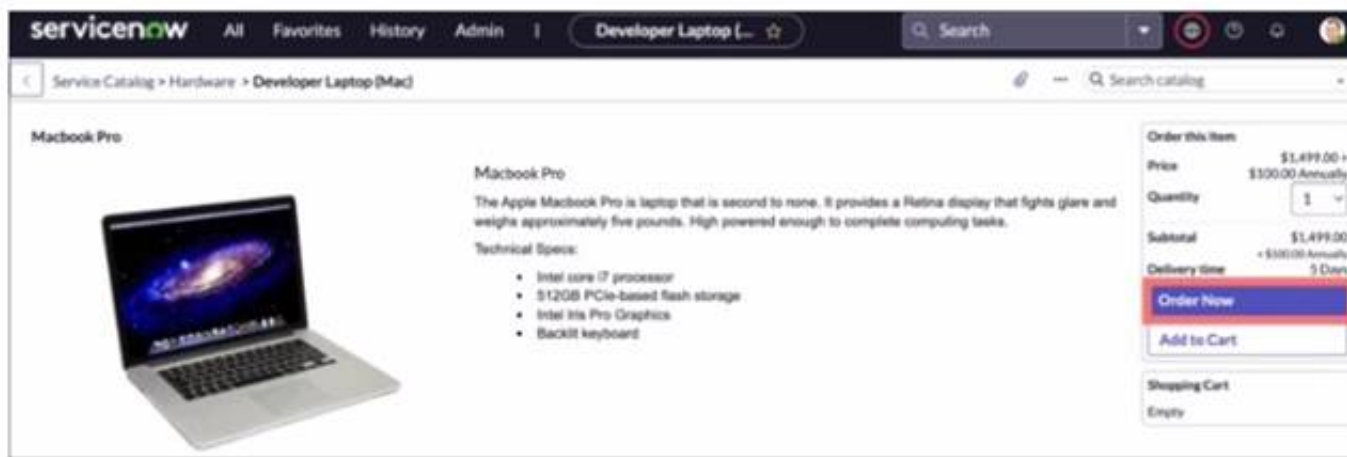 servicenow All Favorites History Admin Developer Laptop (... Search
Service Catalog > Hardware > Developer Laptop (Mac) Search catalog
Macbook Pro
Macbook Pro
The Apple Macbook Pro is laptop that is second to none. It provides a Retina display that fights glare and
weighs approximately five pounds. High powered enough to complete computing tasks.
Technical Specs:
• Intel core i7 processor
• 512GB PCIe-based flash storage
• Intel Iris Pro Graphics
• Backlit keyboard
Order this Item
Price $1,499.00 +
$100.00 Annually
Quantity 1
Subtotal $1,499.00
+ $100.00 Annually
Delivery time 5 Days
Order Now
Add to Cart
Shopping Cart
Empty